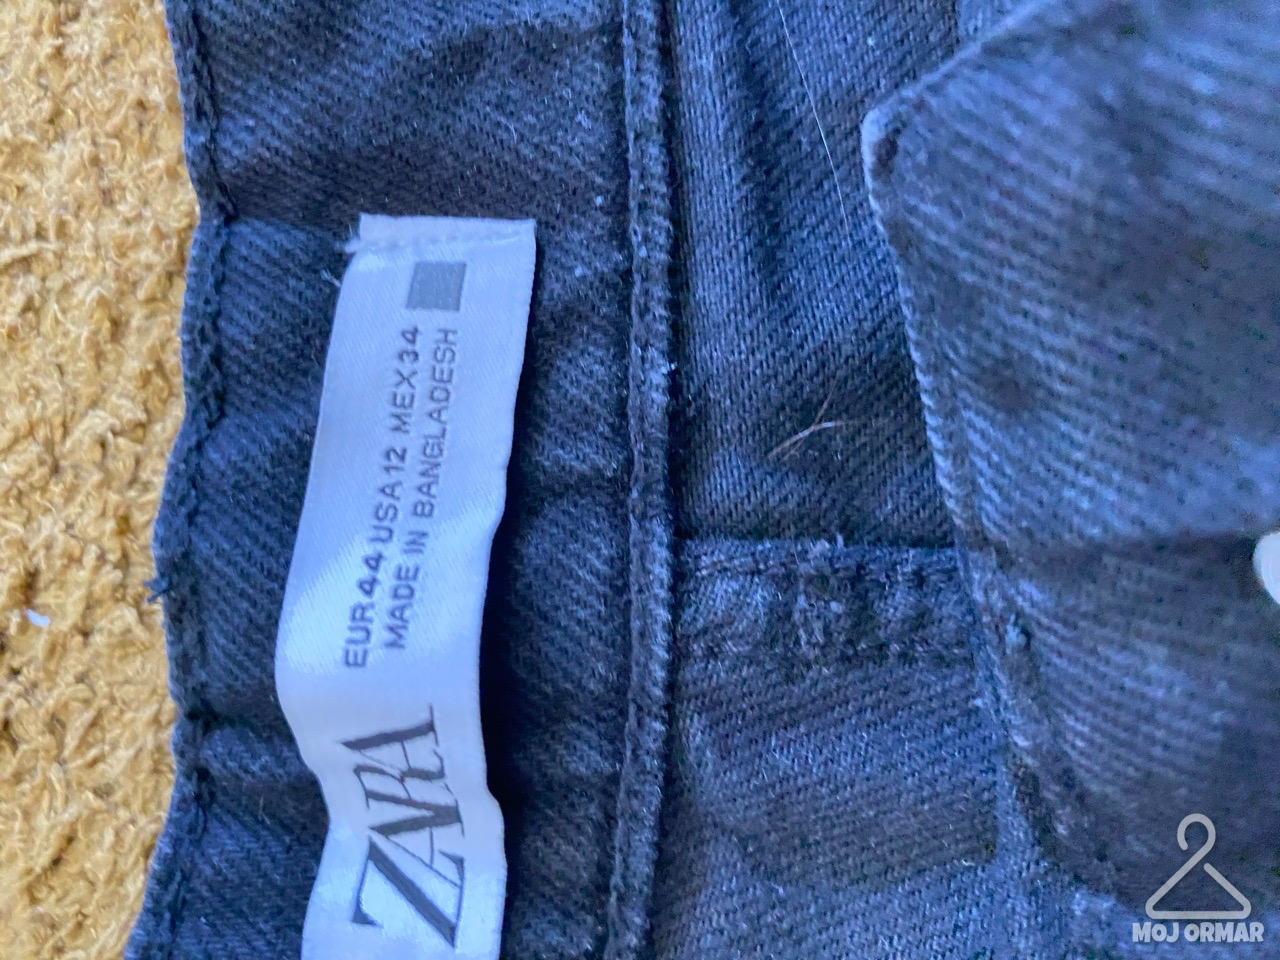 ZARA
EUR 44 USA 12 MEX 34
MADE IN BANGLADESH
MOJ ORMAR